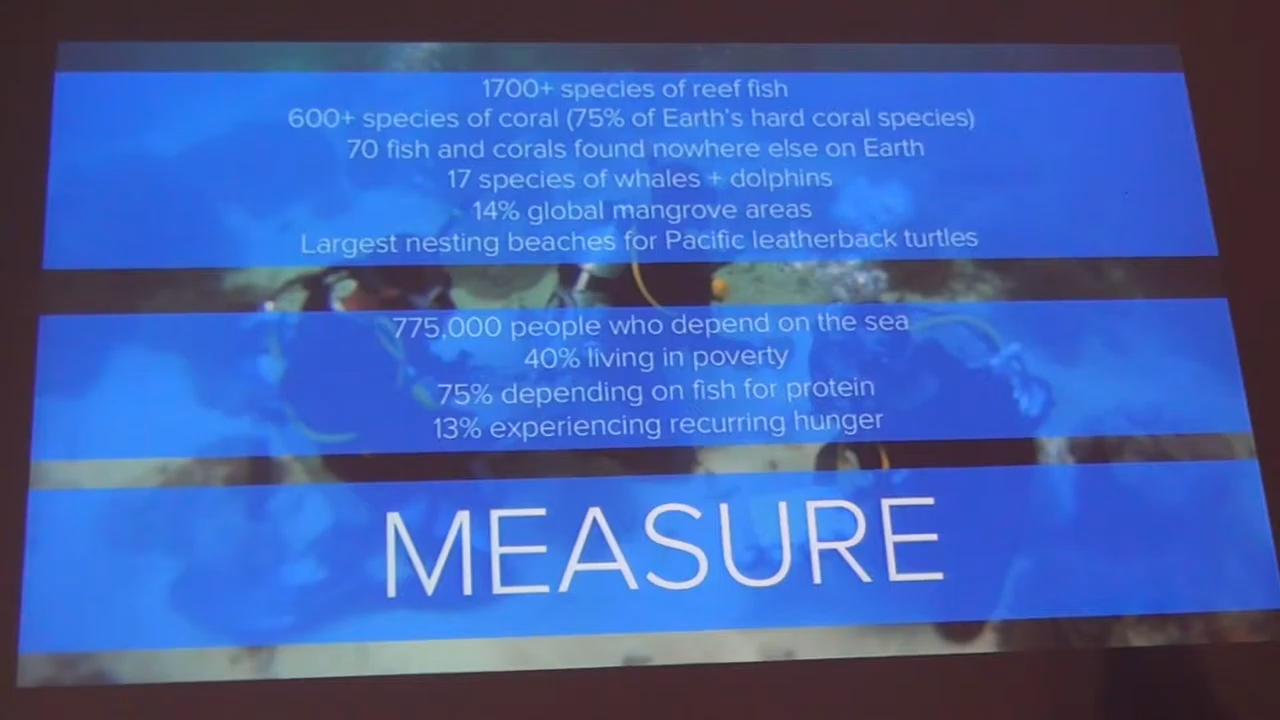 1700+ species of reef fish
600+ species of coral (75% of Earth's hard coral species)
70 fish and corals found nowhere else on Earth
17 species of whales + dolphins
14% global mangrove areas
Largest nesting beaches for Pacific leatherback turtles
775,000 people who depend on the sea
40% living in poverty
75% depending on fish for protein
13% experiencing recurring hunger
MEASURE